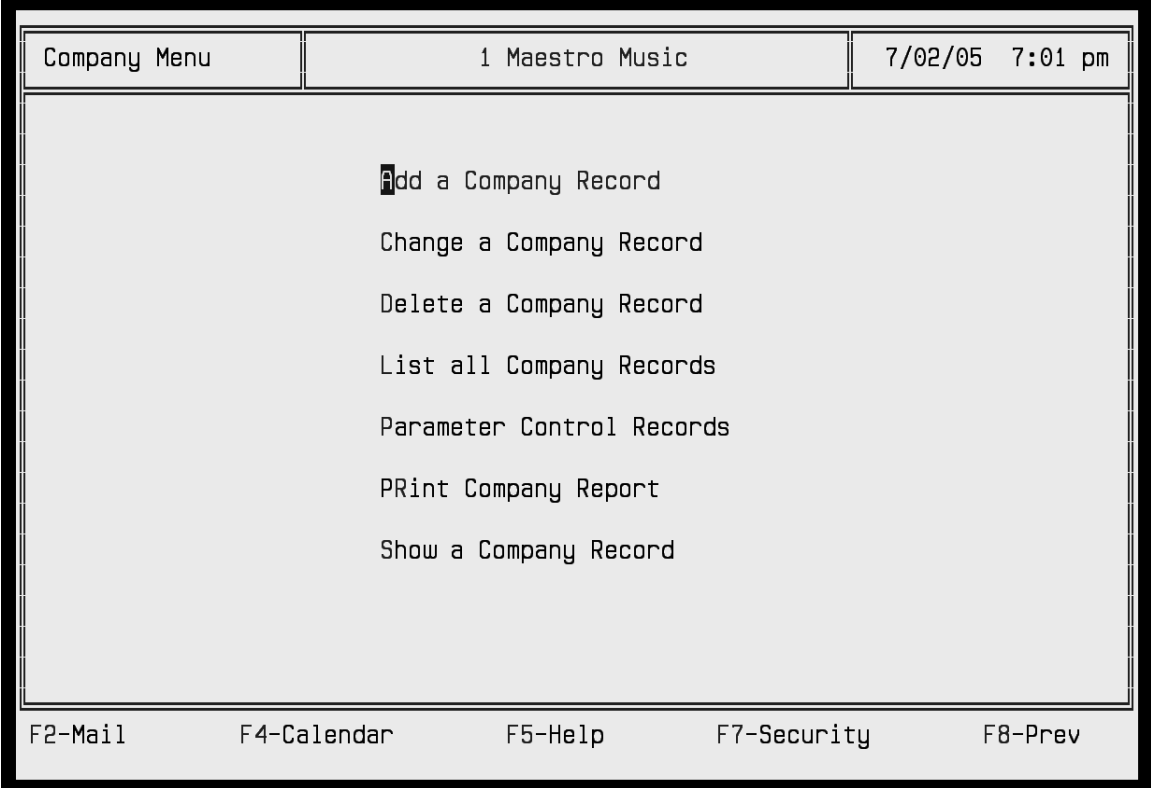 Company Menu 1 Maestro Music 7/02/05 7:01 pm
Add a Company Record
Change a Company Record
Delete a Company Record
List all Company Records
Parameter Control Records
PRint Company Report
Show a Company Record
F2-Mail F4-Calendar F5-Help F7-Security F8-Prev